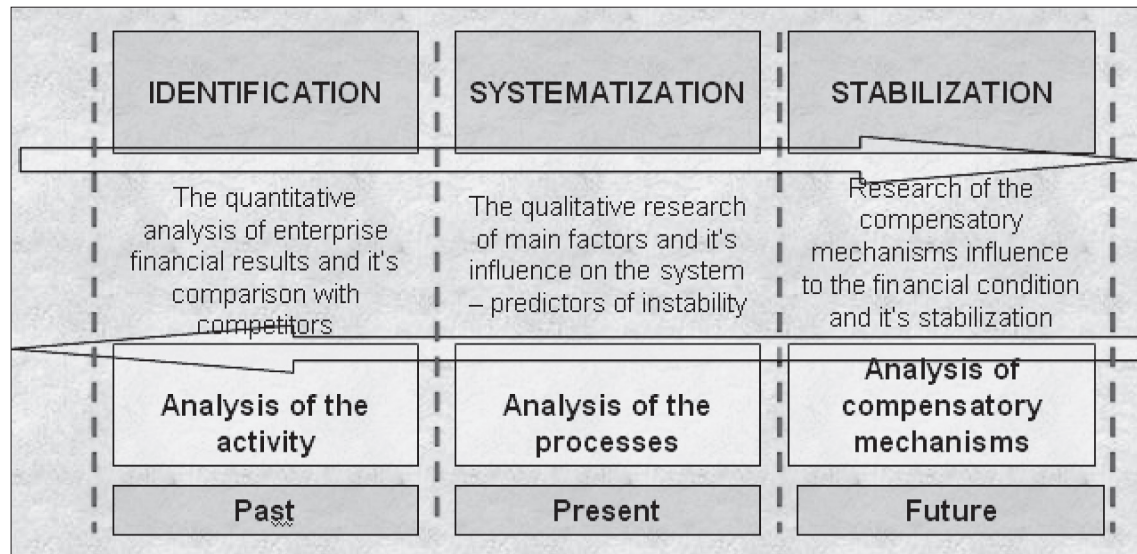 IDENTIFICATION
The quantitative
analysis of enterprise
financial results and it's
comparison with
competitors
Analysis of the
activity
Past
SYSTEMATIZATION
The qualitative research
of main factors and it's
influence on the system
– predictors of instability
Analysis of the
processes
Present
STABILIZATION
Research of the
compensatory
mechanisms influence
to the financial condition
and it's stabilization
Analysis of
compensatory
mechanisms
Future